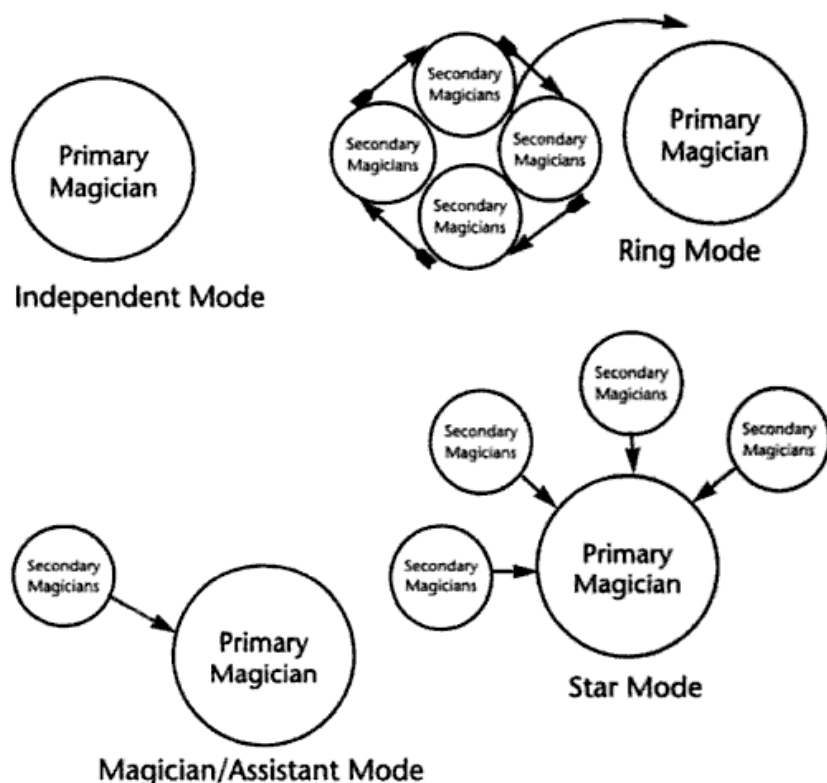 Primary
Magician
Independent Mode
Secondary
Magicians
Secondary
Magicians
Secondary
Magicians
Secondary
Magicians
Primary
Magician
Ring Mode
Secondary
Magicians
Primary
Magician
Magician/Assistant Mode
Secondary
Magicians
Secondary
Magicians
Secondary
Magicians
Secondary
Magicians
Primary
Magician
Star Mode